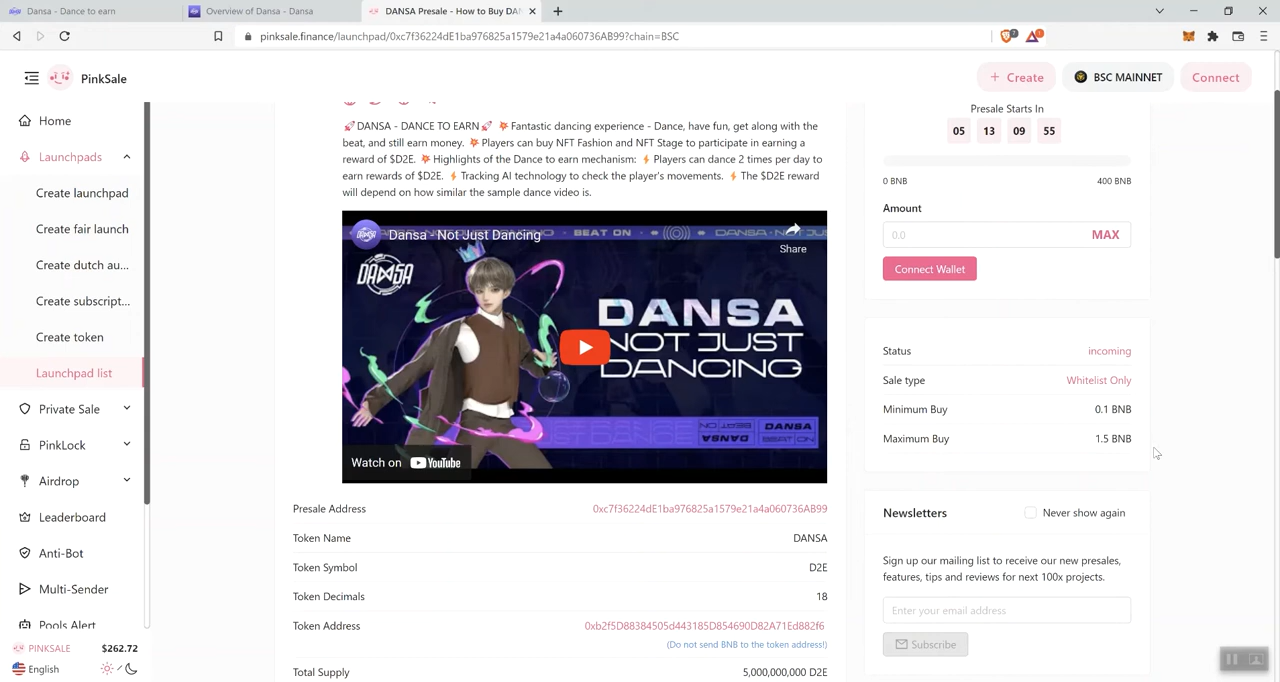 Dansa - Dance to earn
Overview of Dansa - Dansa
DANSA Presale - How to Buy DAN
pinksale.finance/launchpad/0xc7f36224dE1ba976825a1579e21a4a060736AB99?chain=BSC
PinkSale
Create
BSC MAINNET
Connect
Home
Launchpads
Create launchpad
Create fair launch
Create dutch au...
Create subscript...
Create token
Launchpad list
Private Sale
PinkLock
Airdrop
Leaderboard
Anti-Bot
Multi-Sender
Pools Alert
PINKSALE $262.72
English
🚀DANSA - DANCE TO EARN🚀 💥 Fantastic dancing experience - Dance, have fun, get along with the
beat, and still earn money. 💥 Players can buy NFT Fashion and NFT Stage to participate in earning a
reward of $D2E. 💥 Highlights of the Dance to earn mechanism: ⚡ Players can dance 2 times per day to
earn rewards of $D2E. ⚡ Tracking AI technology to check the player's movements. ⚡ The $D2E reward
will depend on how similar the sample dance video is.
BEAT ON
Dansa - Not Just Dancing
Share
DANSA
DANSA
NOT JUST
DANCING
DANSA
BEAT ON
Watch on YouTube
Presale Address 0xc7f36224dE1ba976825a1579e21a4a060736AB99
Token Name DANSA
Token Symbol D2E
Token Decimals 18
Token Address 0xb2f5D88384505d443185D854690D82A71Ed882f6
(Do not send BNB to the token address!)
Total Supply 5,000,000,000 D2E
Presale Starts In
05 13 09 55
0 BNB 400 BNB
Amount
0.0 MAX
Connect Wallet
Status incoming
Sale type Whitelist Only
Minimum Buy 0.1 BNB
Maximum Buy 1.5 BNB
Newsletters Never show again
Sign up our mailing list to receive our new presales,
features, tips and reviews for next 100x projects.
Enter your email address
Subscribe